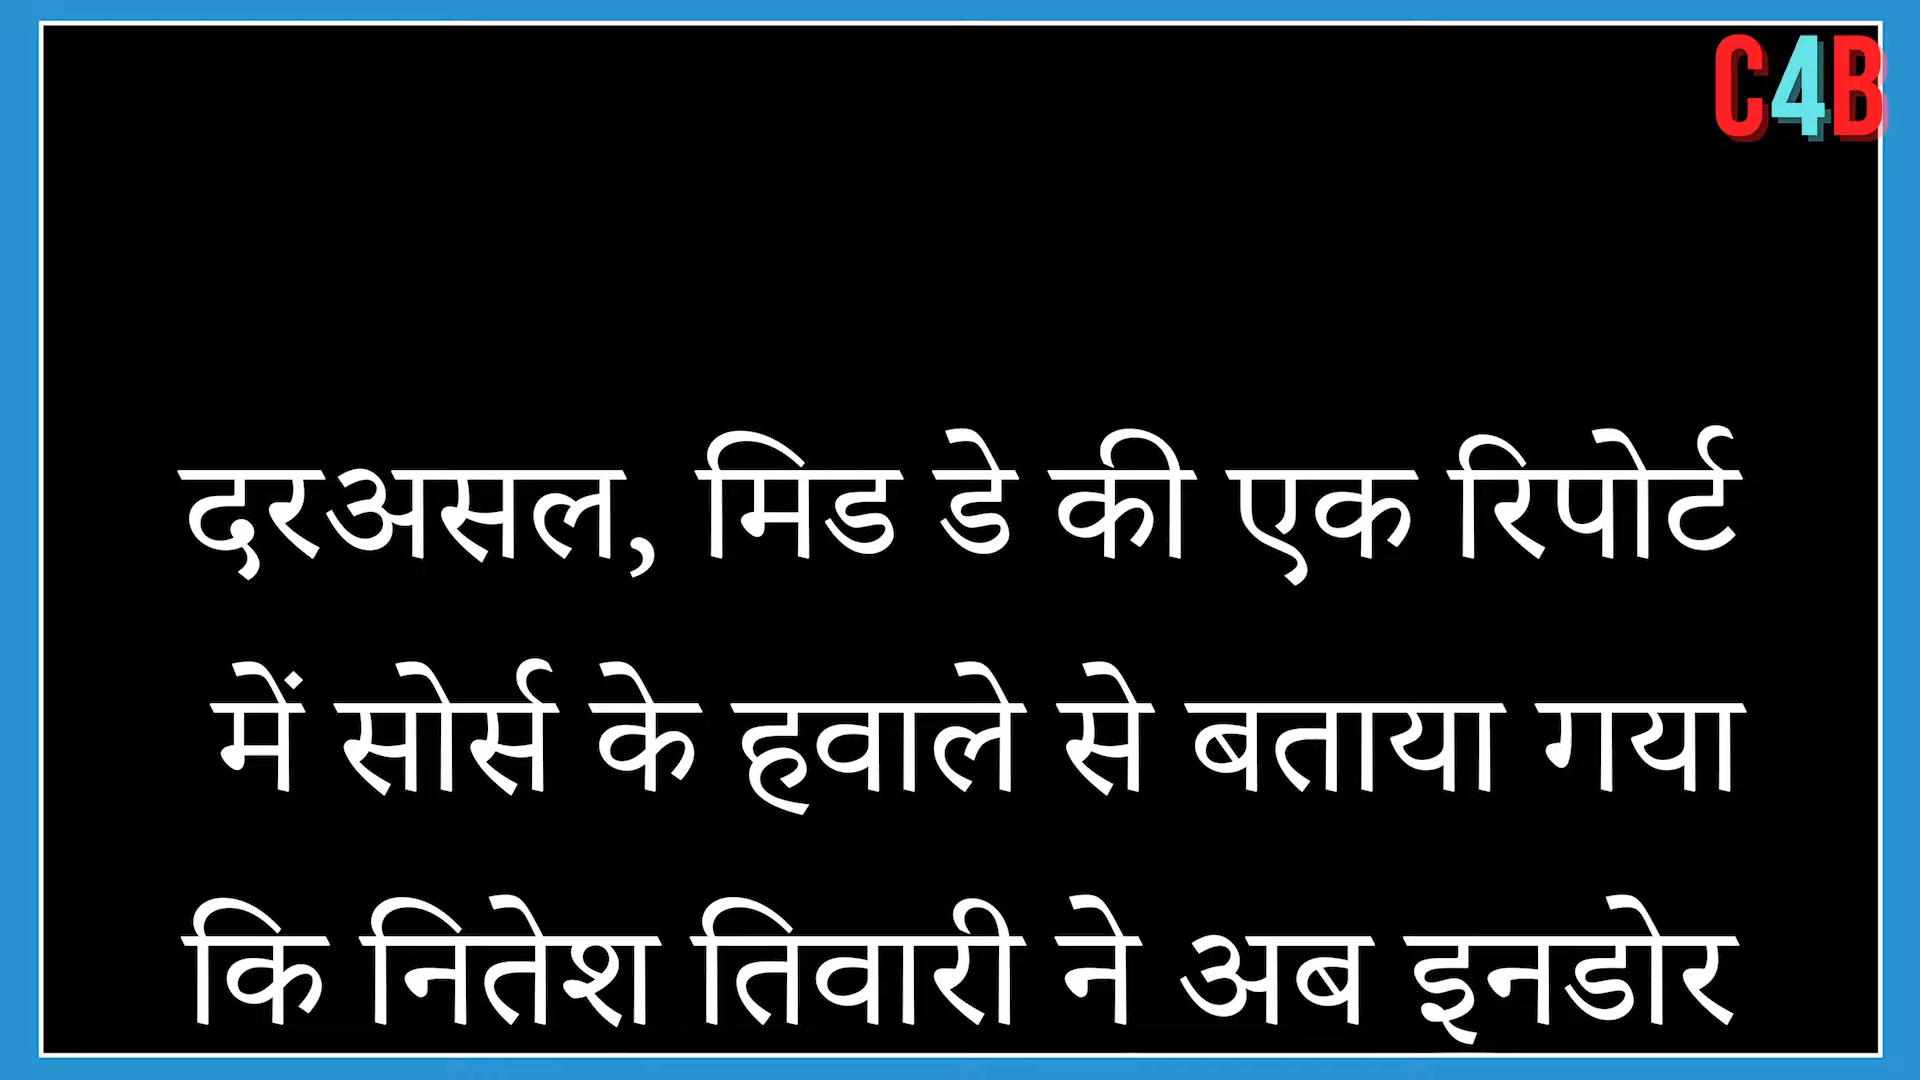 C4B
दरअसल, मिड डे की एक रिपोर्ट
में सोर्स के हवाले से बताया गया
कि नितेश तिवारी ने अब इनडोर